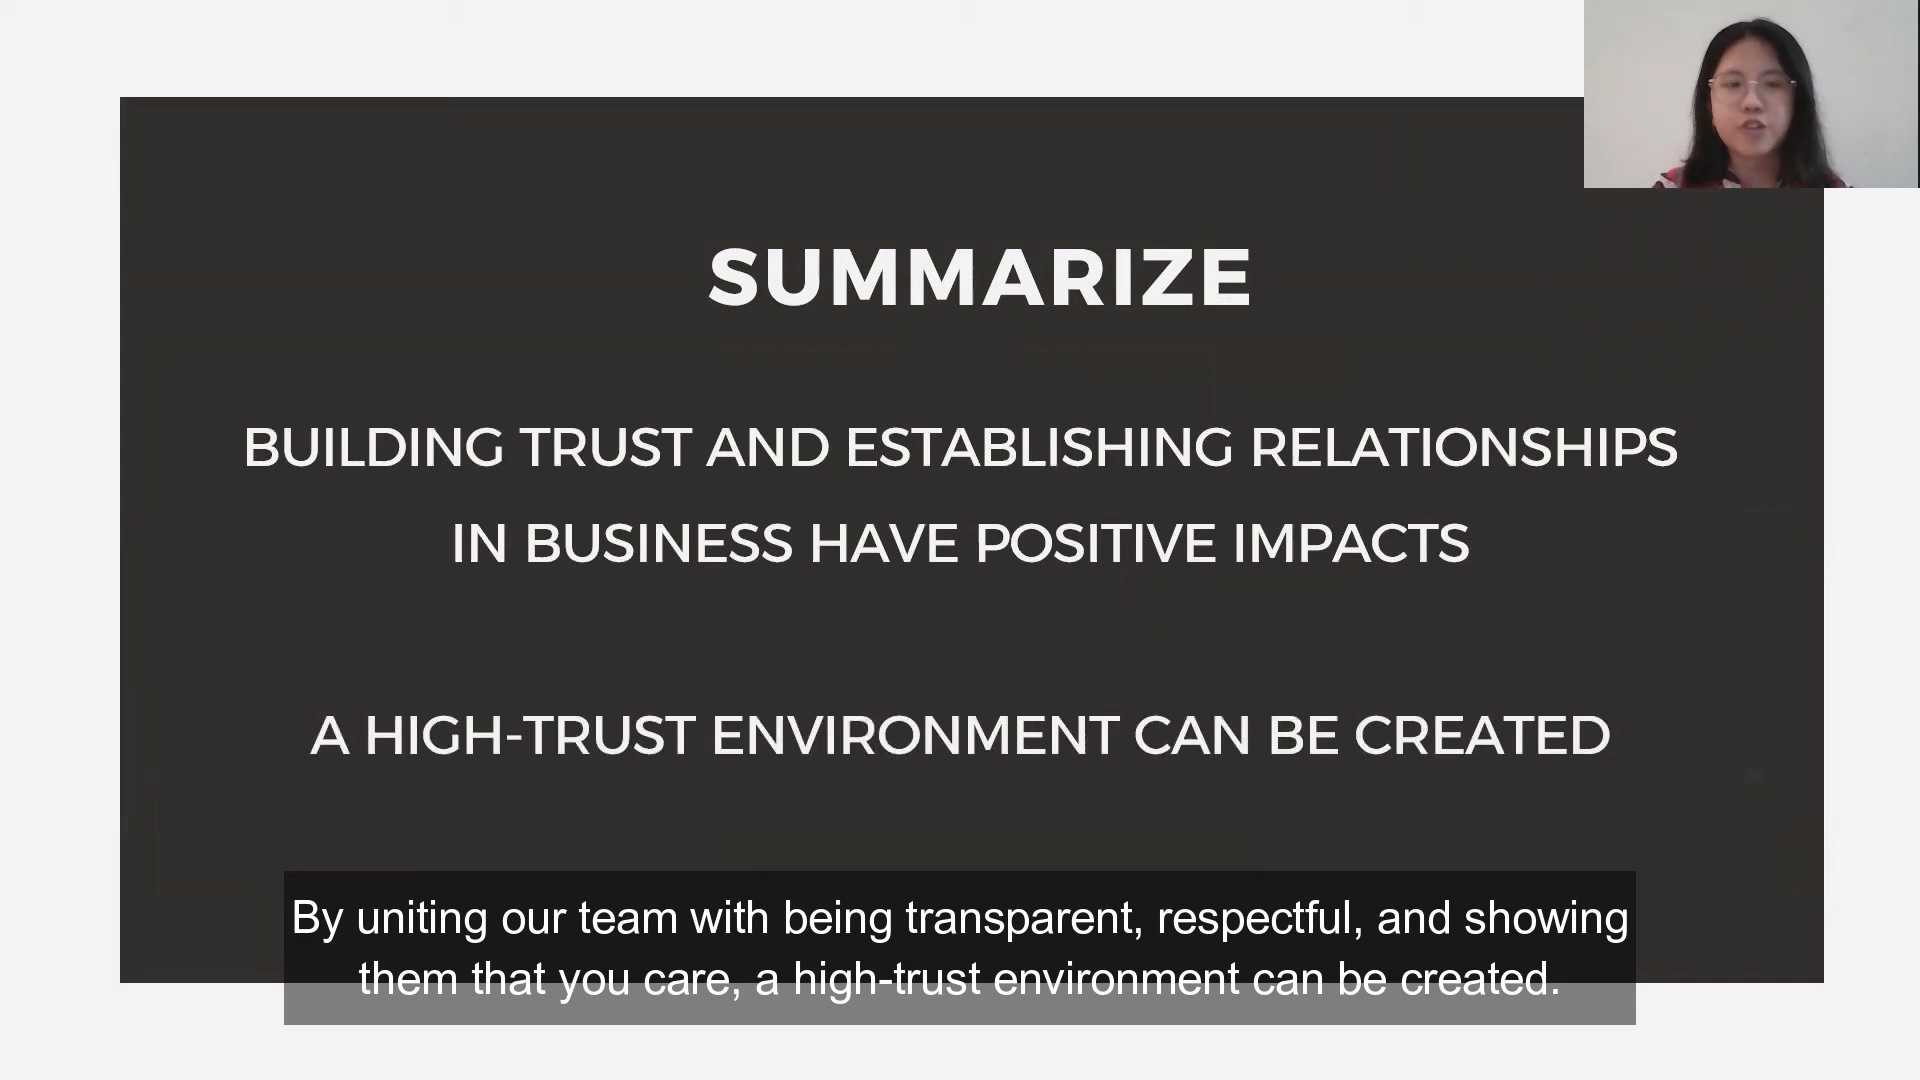 SUMMARIZE
BUILDING TRUST AND ESTABLISHING RELATIONSHIPS
IN BUSINESS HAVE POSITIVE IMPACTS
A HIGH-TRUST ENVIRONMENT CAN BE CREATED
By uniting our team with being transparent, respectful, and showing
them that you care, a high-trust environment can be created.